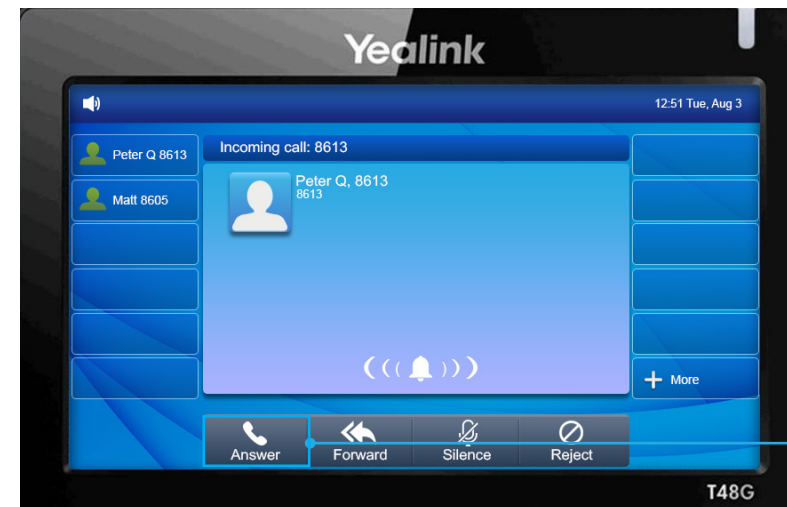 Yealink
12:51 Tue, Aug 3
Peter Q 8613
Matt 8605
Incoming call: 8613
Peter Q, 8613
8613
More
Answer
Forward
Silence
Reject
T48G